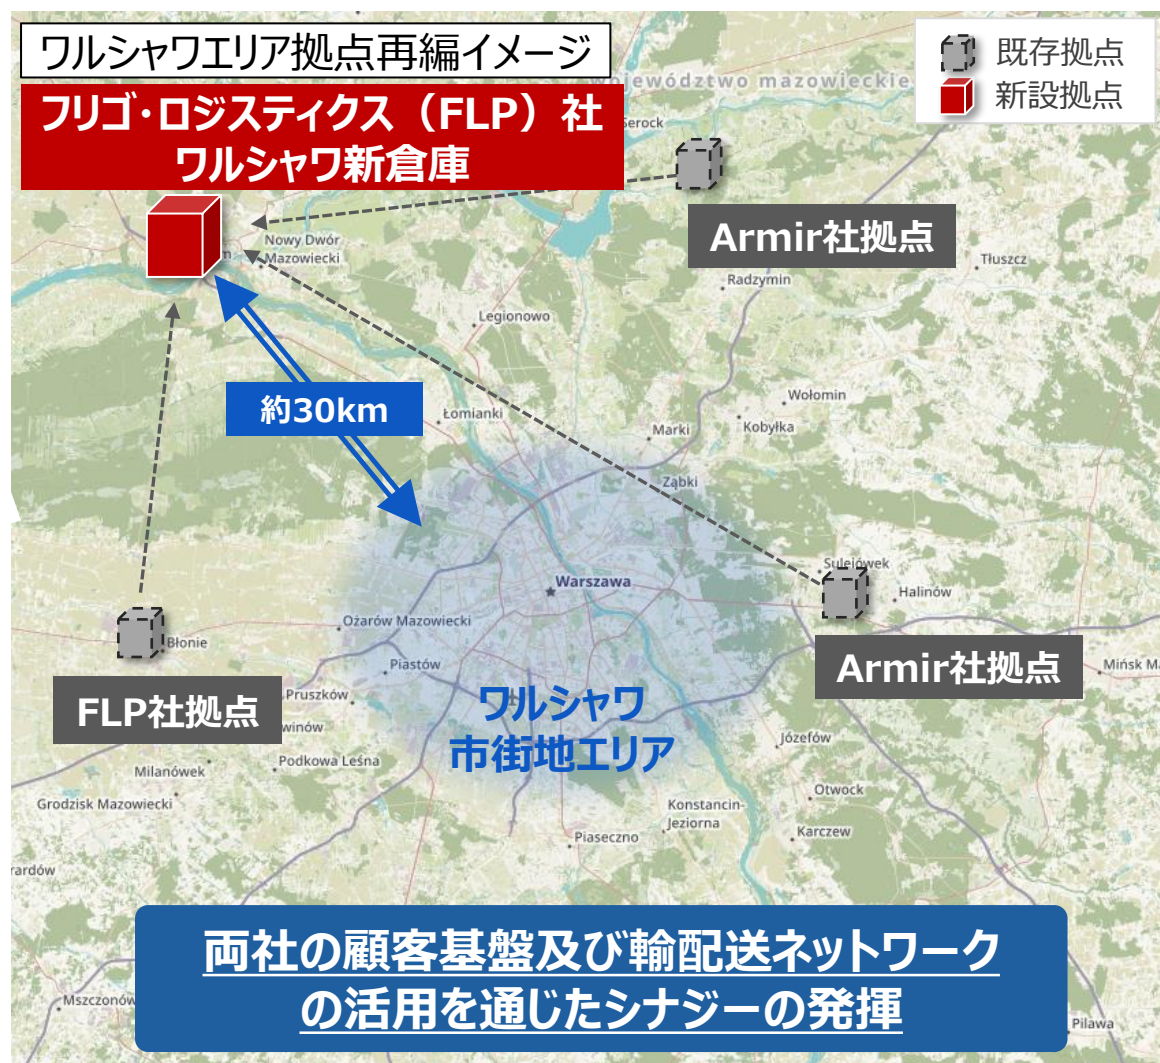 ワルシャワエリア拠点再編イメージ
フリゴ・ロジスティクス（FLP）社
ワルシャワ新倉庫
既存拠点
新設拠点
województwo mazowieckie
Serock
Armir社拠点
Tłuszcz
Nowy Dwór
Mazowiecki
Radzymin
Legionowo
約30km
Wołomin
Łomianki
Kobyłka
Marki
Ząbki
Sulejówek
Warszawa
Halinów
Ożarów Mazowiecki
Błonie
Piastów
Armir社拠点
Mińsk M
FLP社拠点
Pruszków
winów
ワルシャワ
市街地エリア
Józefów
Podkowa Leśna
Milanówek
Otwock
Grodzisk Mazowiecki
Konstancin-
Jeziorna
Karczew
Piaseczno
rardów
両社の顧客基盤及び輸配送ネットワーク
の活用を通じたシナジーの発揮
Mszczonów
Pilawa